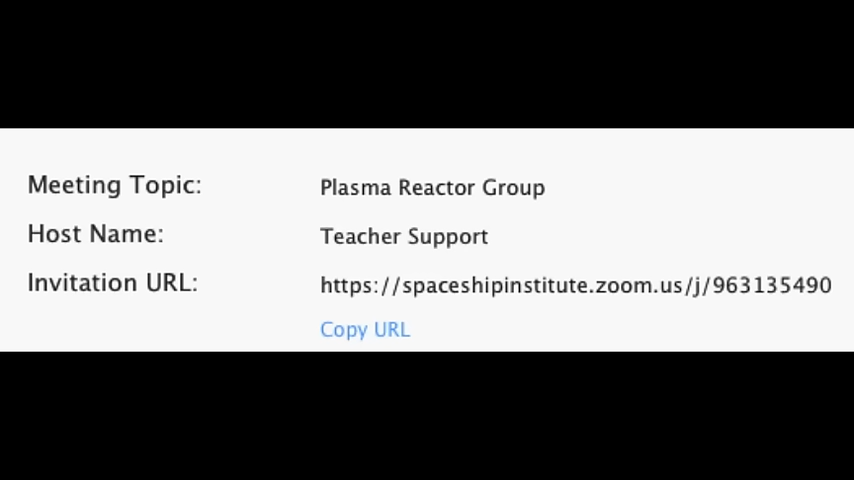 Meeting Topic: Plasma Reactor Group
Host Name: Teacher Support
Invitation URL: https://spaceshipinstitute.zoom.us/j/963135490
Copy URL